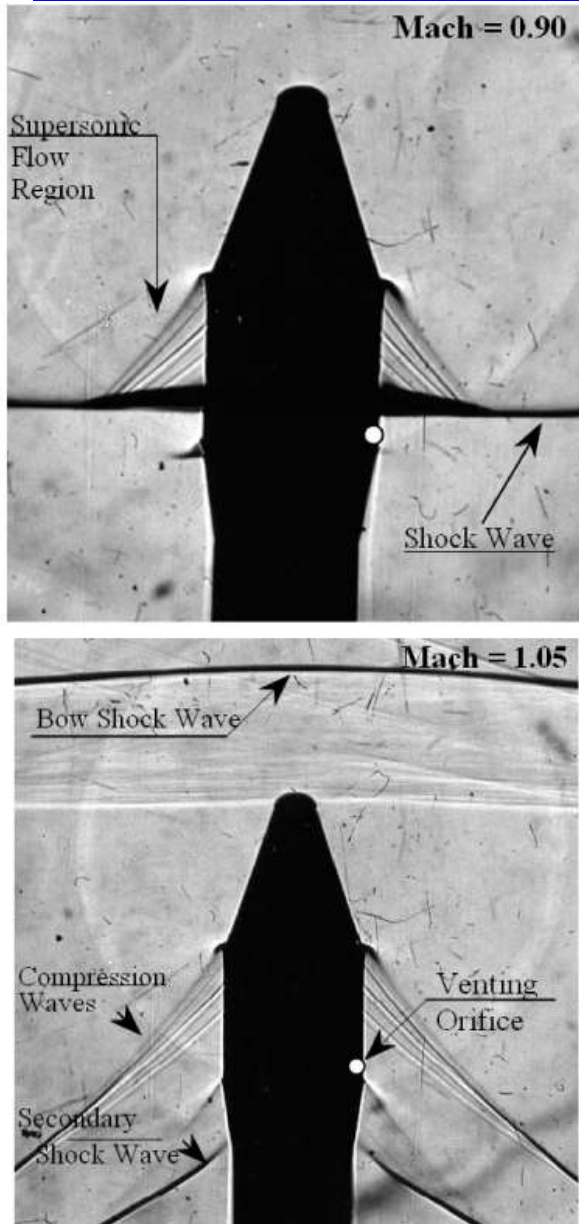 Mach = 0.90
Supersonic
Flow
Region
Shock Wave
Mach = 1.05
Bow Shock Wave
Compression
Waves
Venting
Orifice
Secondary
Shock Wave